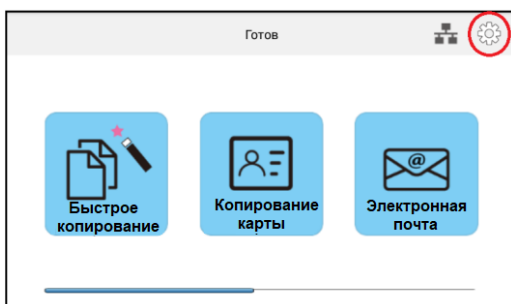 Готов
Быстрое
копирование
Копирование
карты
Электронная
почта